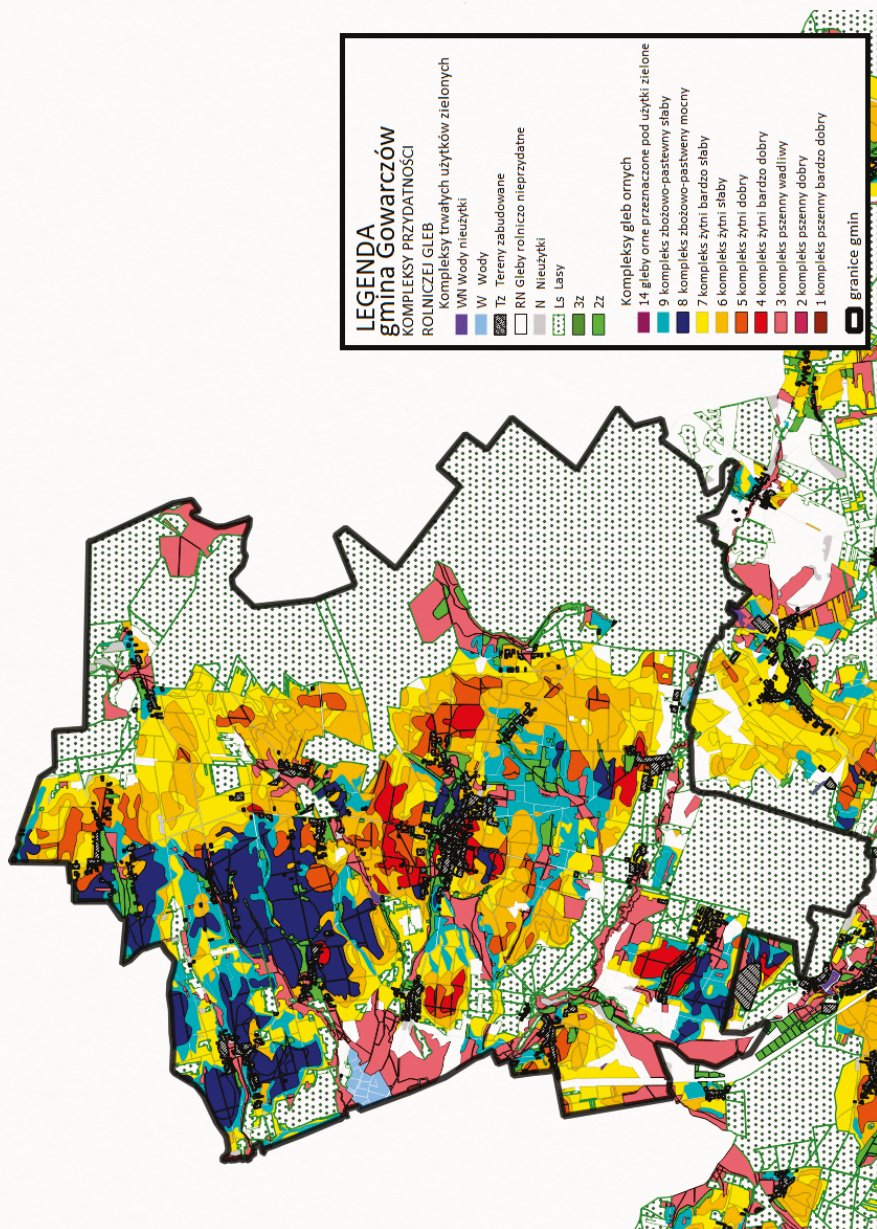 LEGENDA
gmina Gowarczów
KOMPLEKSY PRZYDATNOŚCI
ROLNICZEJ GLEB
Kompleksy trwałych użytków zielonych
WN Wody nieużytki
W Wody
Tz Tereny zabudowane
RN Gleby rolniczo nieprzydatne
N Nieużytki
Ls Lasy
3z
2z
Kompleksy gleb ornych
14 gleby orne przeznaczone pod użytki zielone
9 kompleks zbożowo-pastewny słaby
8 kompleks zbożowo-pastweny mocny
7 kompleks żytni bardzo słaby
6 kompleks żytni słaby
5 kompleks żytni dobry
4 kompleks żytni bardzo dobry
3 kompleks pszenny wadliwy
2 kompleks pszenny dobry
1 kompleks pszenny bardzo dobry
granice gmin